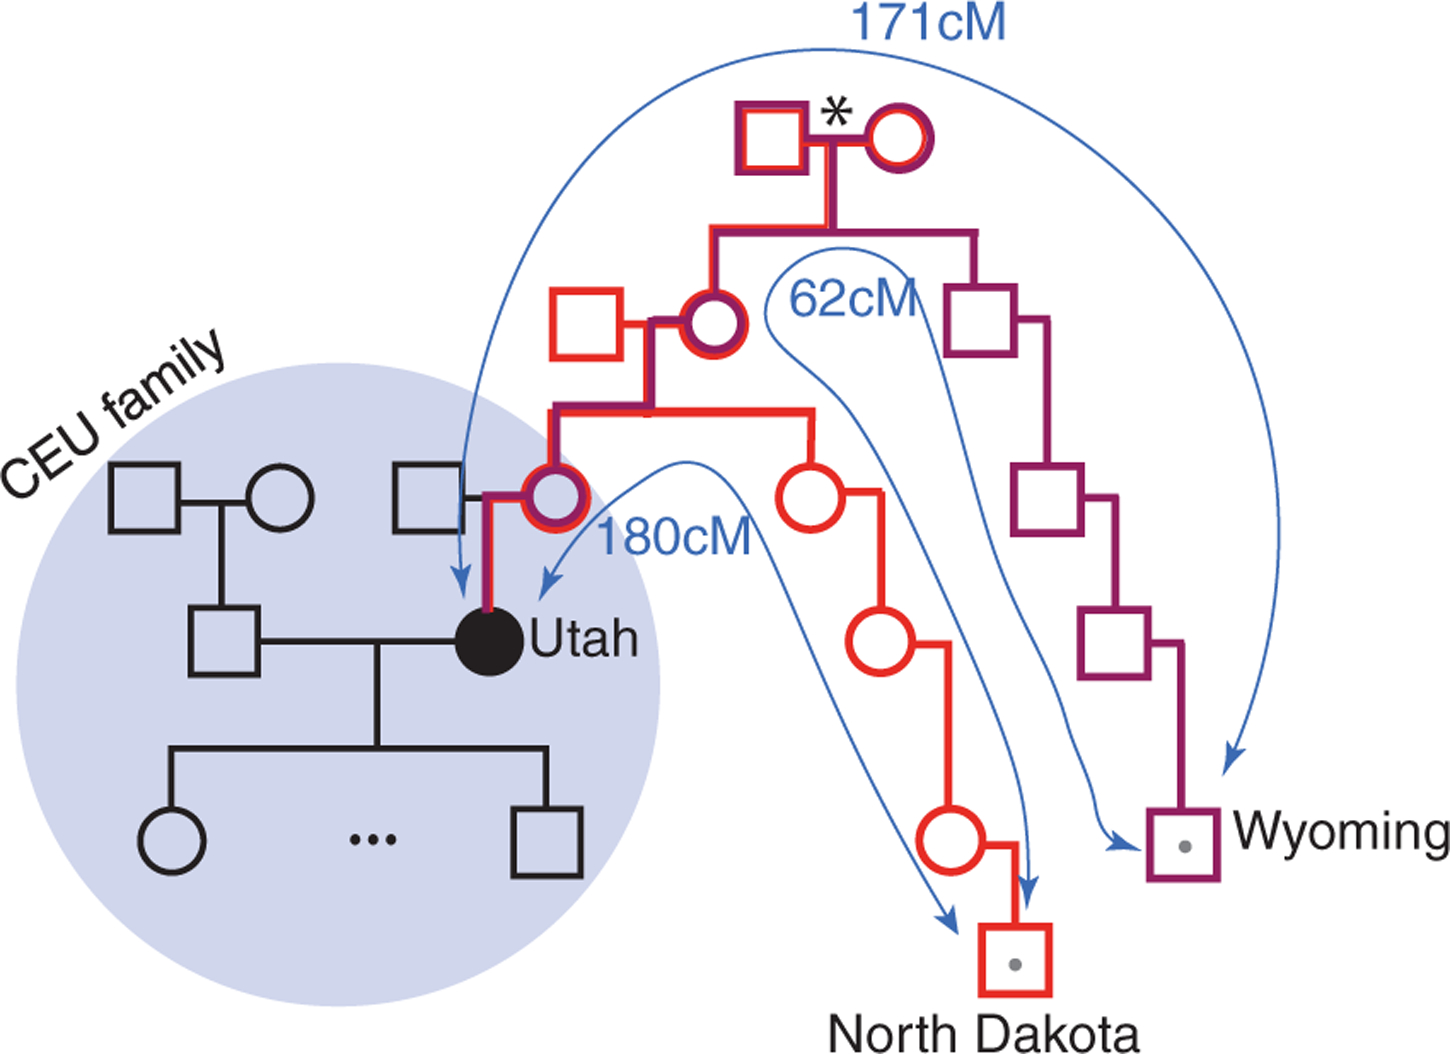 171cM
*
62cM
CEU family
180cM
Utah
...
Wyoming
North Dakota